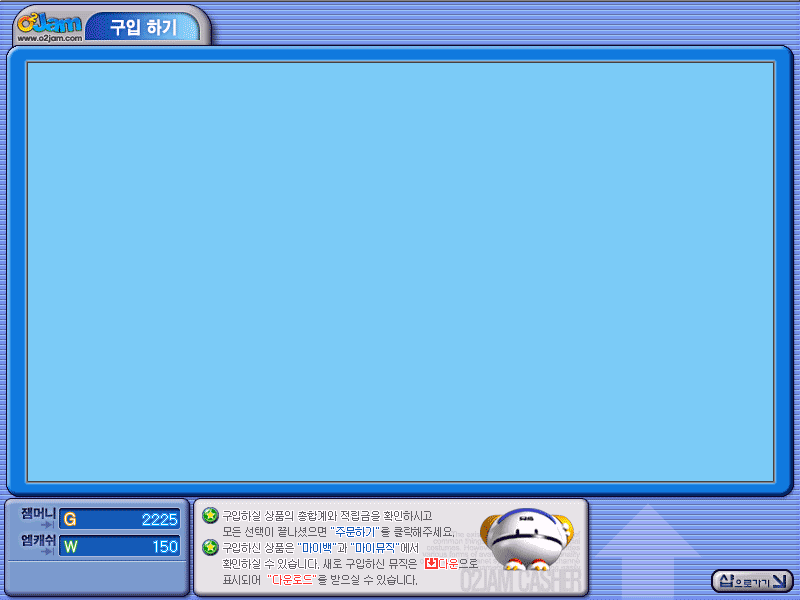 O2Jam
www.o2jam.com
구입 하기
잼머니
G 2225
엠캐쉬
W 150
구입하실 상품의 총합계와 적립금을 확인하시고
모든 선택이 끝나셨으면 "주문하기"를 클릭해주세요.
구입하신 상품은 "마이백"과 "마이뮤직"에서
확인하실 수 있습니다. 새로 구입하신 뮤직은 다운으로
표시되어 "다운로드"를 받으실 수 있습니다.
O2JAM CASHER
샵으로가기